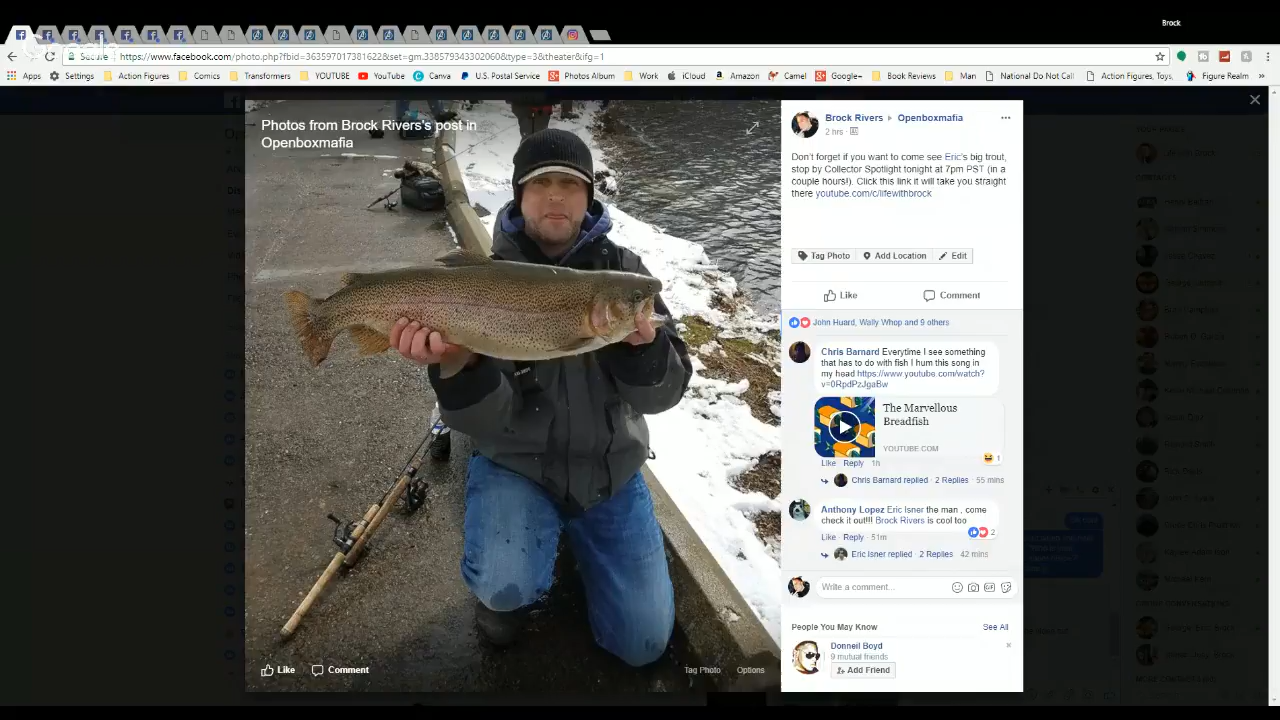 Brock
Google
Secure
https://www.facebook.com/photo.php?fbid=363597017381622&set=gm.338579343302060&type=3&theater&ifg=1
Apps Settings Action Figures Comics Transformers YOUTUBE YouTube Canva U.S. Postal Service Photos Album Work iCloud Amazon Camel Google+ Book Reviews Man National Do Not Call Action Figures, Toys, Figure Realm
Photos from Brock Rivers's post in
Openboxmafia
Brock Rivers Openboxmafia
2 hrs ·
Don't forget if you want to come see Eric's big trout,
stop by Collector Spotlight tonight at 7pm PST (in a
couple hours!). Click this link it will take you straight
there youtube.com/c/lifewithbrock
Tag Photo Add Location Edit
Like Comment
John Huard, Wally Whop and 9 others
Chris Barnard Everytime I see something
that has to do with fish I hum this song in
my head https://www.youtube.com/watch?
v=0RpdPzJgaBw
The Marvellous
Breadfish
YOUTUBE.COM
1
Like · Reply · 1h
Chris Barnard replied · 2 Replies · 55 mins
Anthony Lopez Eric Isner the man , come
check it out!!! Brock Rivers is cool too
2
Like · Reply · 51m
Eric Isner replied · 2 Replies · 42 mins
Write a comment...
People You May Know See All
Donneil Boyd
9 mutual friends
Add Friend
Like Comment
Tag Photo Options